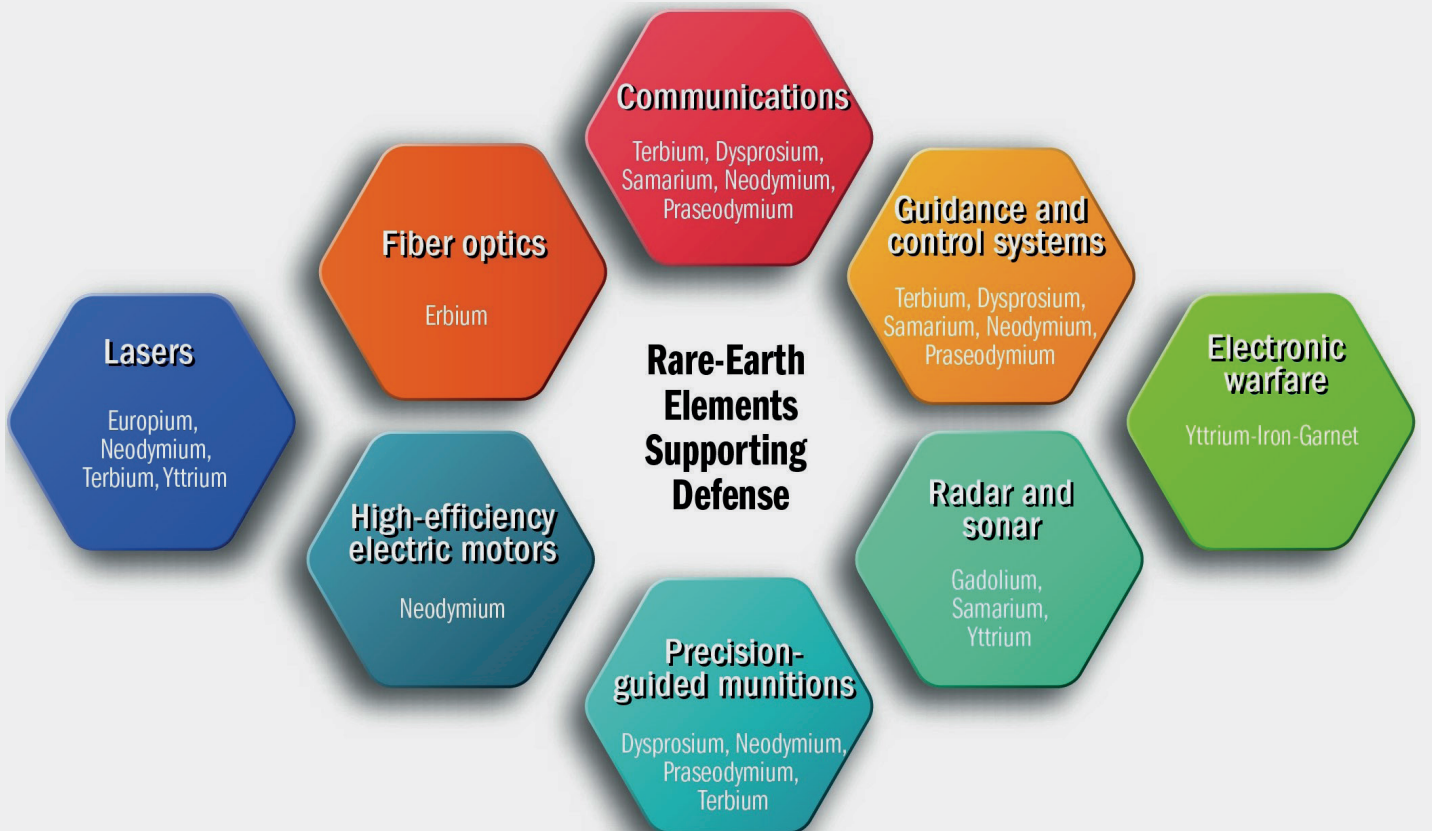 Communications
Terbium, Dysprosium,
Samarium, Neodymium,
Praseodymium
Fiber optics
Erbium
Guidance and
control systems
Terbium, Dysprosium,
Samarium, Neodymium,
Praseodymium
Lasers
Europium,
Neodymium,
Terbium, Yttrium
Rare-Earth
Elements
Supporting
Defense
Electronic
warfare
Yttrium-Iron-Garnet
High-efficiency
electric motors
Neodymium
Radar and
sonar
Gadolium,
Samarium,
Yttrium
Precision-
guided munitions
Dysprosium, Neodymium,
Praseodymium,
Terbium